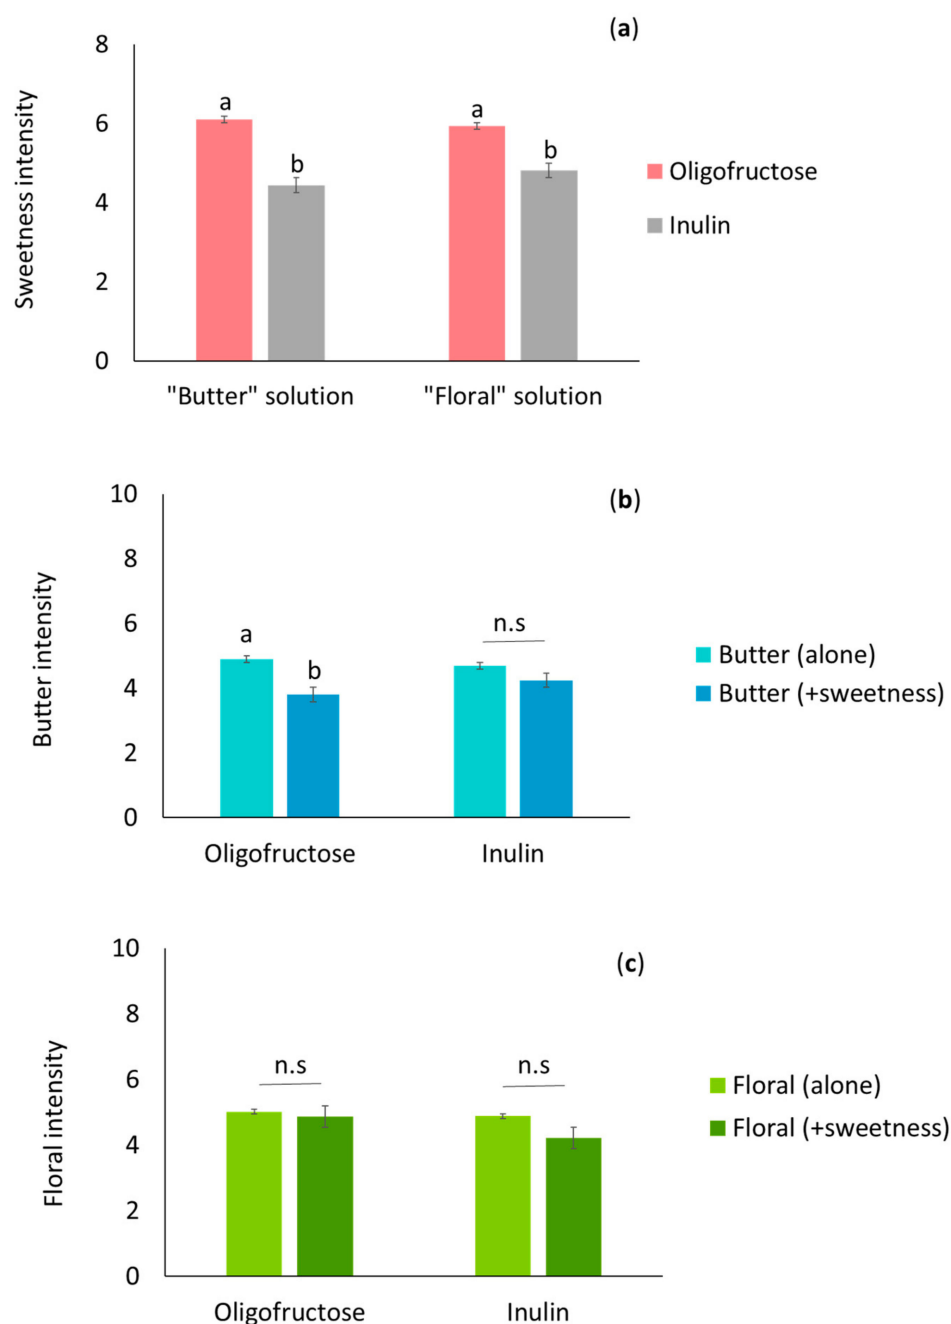 (a)
8
6
4
2
0
Sweetness intensity
a
b
a
b
Oligofructose
Inulin
"Butter" solution
"Floral" solution
(b)
10
8
6
4
2
0
Butter intensity
a
b
n.s
Butter (alone)
Butter (+sweetness)
Oligofructose
Inulin
(c)
10
8
6
4
2
0
Floral intensity
n.s
n.s
Floral (alone)
Floral (+sweetness)
Oligofructose
Inulin